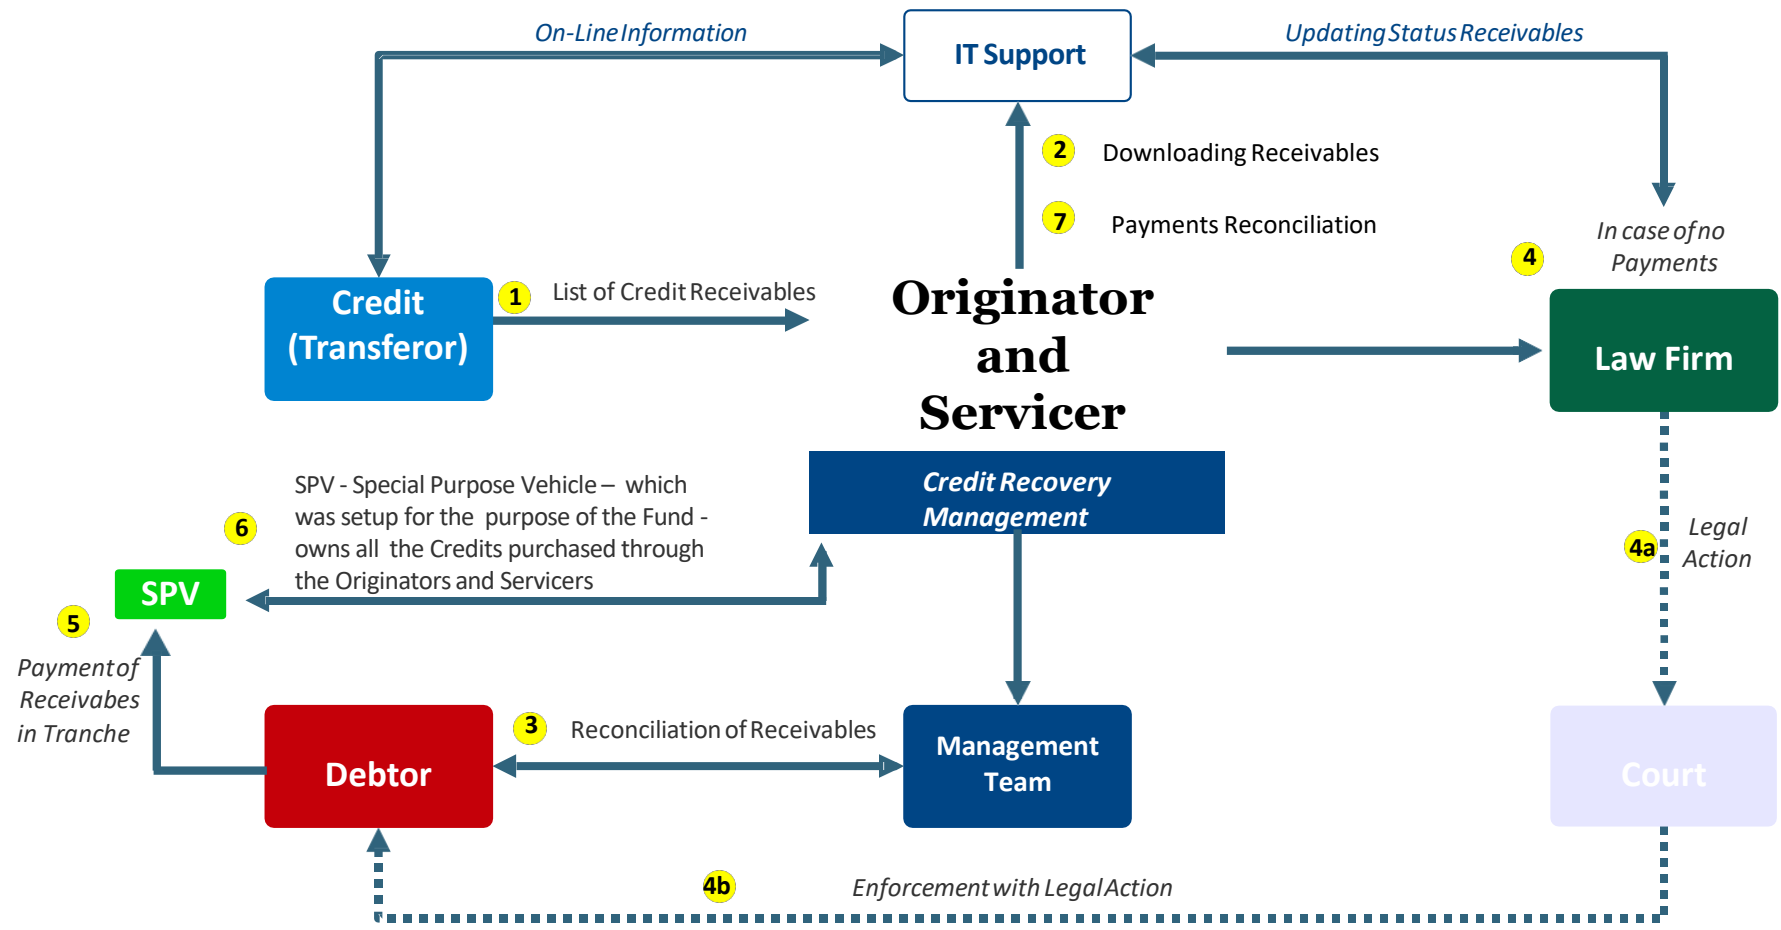 On-Line Information
IT Support
Updating Status Receivables
2 Downloading Receivables
7 Payments Reconciliation
4 In case of no
Payments
Credit
(Transferor)
1 List of Credit Receivables
Originator
and
Servicer
Law Firm
Credit Recovery
Management
6
SPV - Special Purpose Vehicle – which
was setup for the purpose of the Fund -
owns all the Credits purchased through
the Originators and Servicers
4a
Legal
Action
SPV
5
Payment of
Receivabes
in Tranche
Debtor
3 Reconciliation of Receivables
Management
Team
Court
4b Enforcement with Legal Action